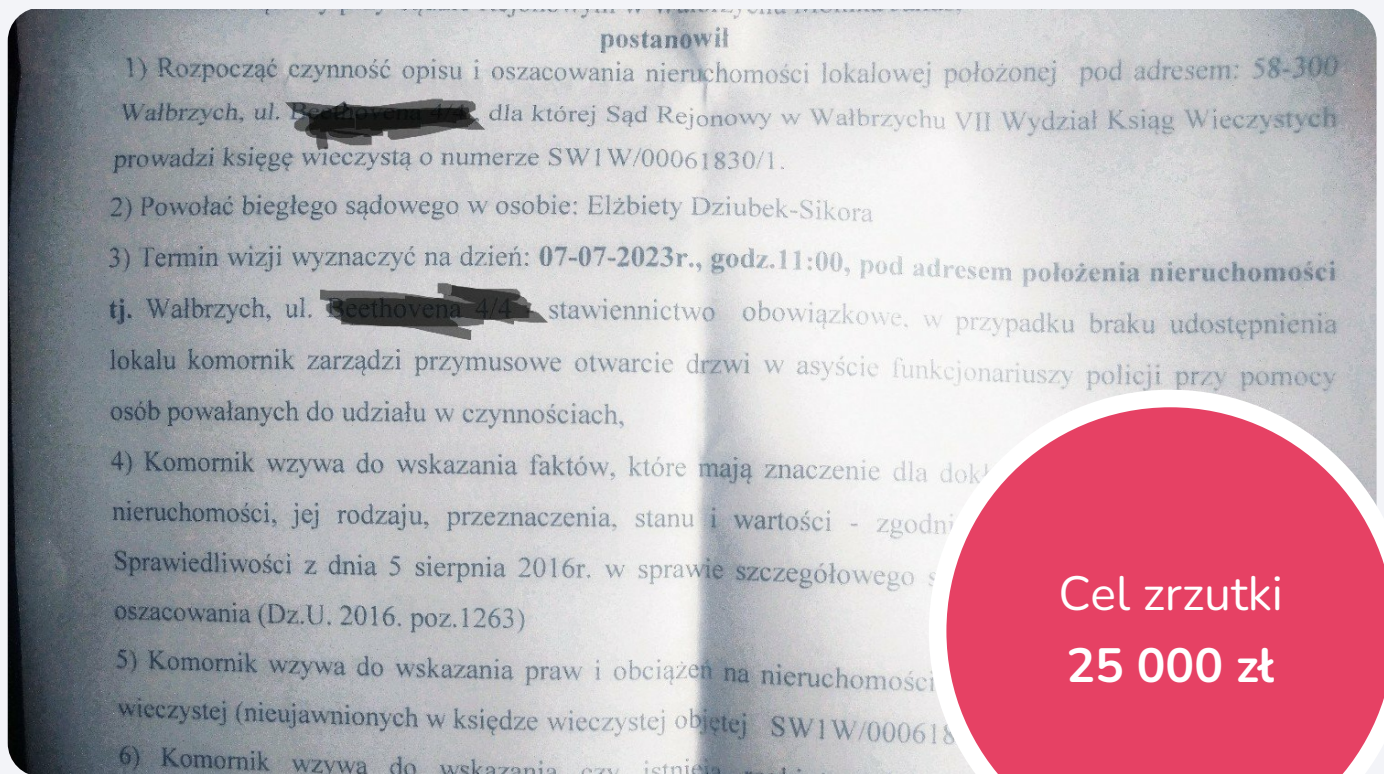 przy Sądzie Rejonowym w Wałbrzychu
postanowił
1) Rozpocząć czynność opisu i oszacowania nieruchomości lokalowej położonej pod adresem: 58-300
Wałbrzych, ul. dla której Sąd Rejonowy w Wałbrzychu VII Wydział Ksiąg Wieczystych
prowadzi księgę wieczystą o numerze SW1W/00061830/1.
2) Powołać biegłego sądowego w osobie: Elżbiety Dziubek-Sikora
3) Termin wizji wyznaczyć na dzień: 07-07-2023r., godz.11:00, pod adresem położenia nieruchomości
tj. Wałbrzych, ul. stawiennictwo obowiązkowe, w przypadku braku udostępnienia
lokalu komornik zarządzi przymusowe otwarcie drzwi w asyście funkcjonariuszy policji przy pomocy
osób powałanych do udziału w czynnościach,
4) Komornik wzywa do wskazania faktów, które mają znaczenie dla
nieruchomości, jej rodzaju, przeznaczenia, stanu i wartości -
Sprawiedliwości z dnia 5 sierpnia 2016r. w sprawie szczegółowego
oszacowania (Dz.U. 2016. poz.1263)
5) Komornik wzywa do wskazania praw i obciążeń na nieruchomości
wieczystej (nieujawnionych w księdze wieczystej objętej SW1W/000618
6) Komornik wzywa do wskazania czy istnieją
Cel zrzutki
25 000 zł